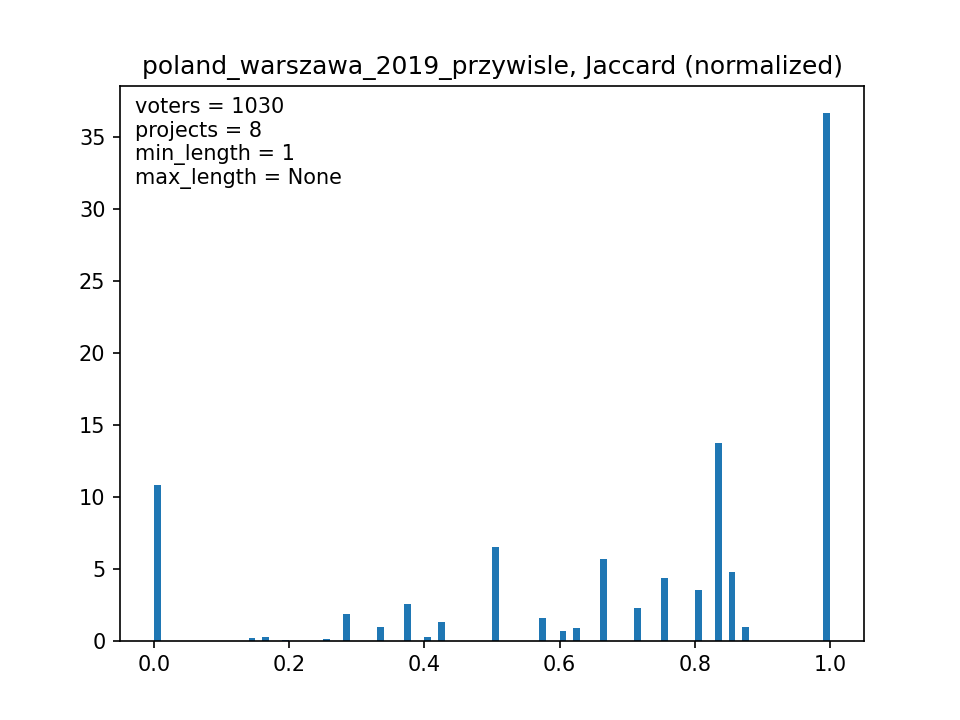 poland_warszawa_2019_przywisle, Jaccard (normalized)
voters = 1030
projects = 8
min_length = 1
max_length = None
35
30
25
20
15
10
5
0
0.0 0.2 0.4 0.6 0.8 1.0